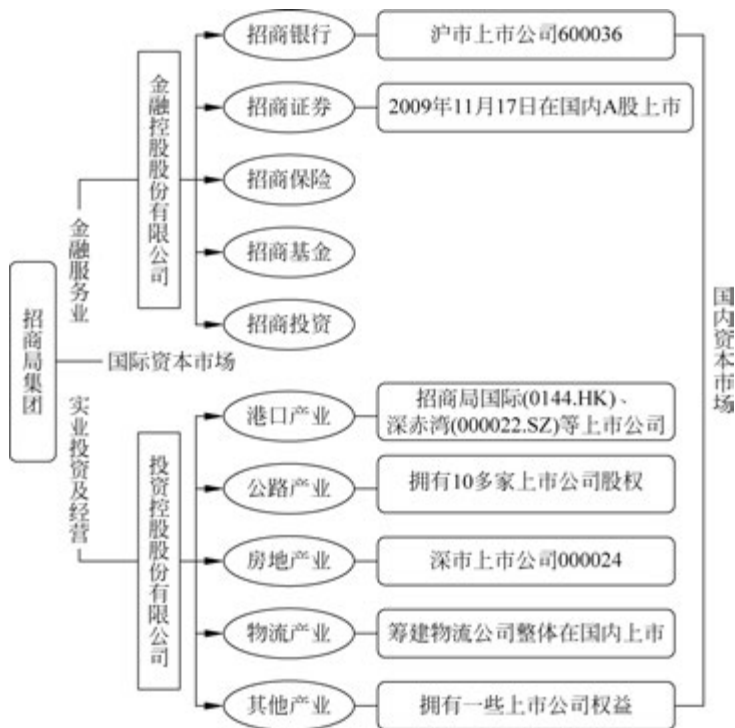 招商局集团
金融服务业
国际资本市场
实业投资及经营
金融控股股份有限公司
招商银行
沪市上市公司600036
招商证券
2009年11月17日在国内A股上市
招商保险
招商基金
招商投资
投资控股股份有限公司
港口产业
招商局国际(0144.HK)、
深赤湾(000022.SZ)等上市公司
公路产业
拥有10多家上市公司股权
房地产业
深市上市公司000024
物流产业
筹建物流公司整体在国内上市
其他产业
拥有一些上市公司权益
国内资本市场